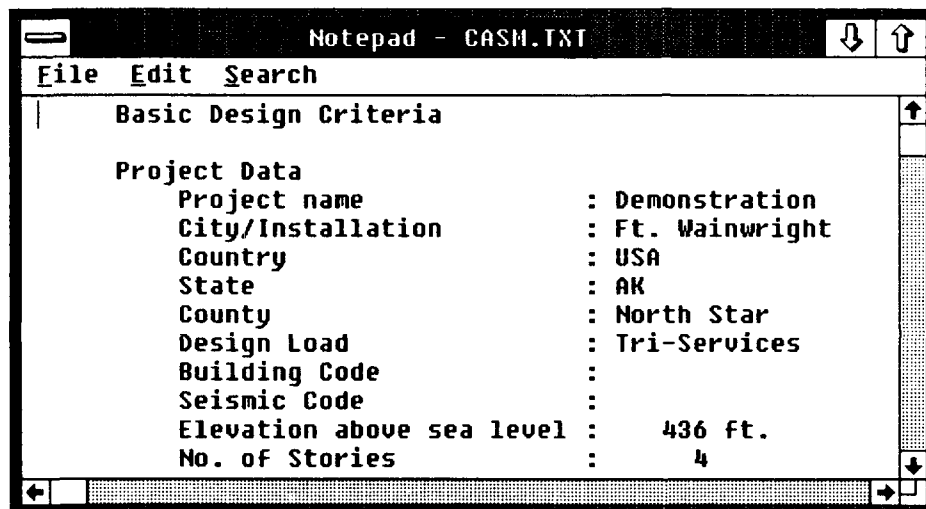 Notepad - CASM.TXT
File Edit Search
Basic Design Criteria
Project Data
Project name : Demonstration
City/Installation : Ft. Wainwright
Country : USA
State : AK
County : North Star
Design Load : Tri-Services
Building Code :
Seismic Code :
Elevation above sea level : 436 ft.
No. of Stories : 4